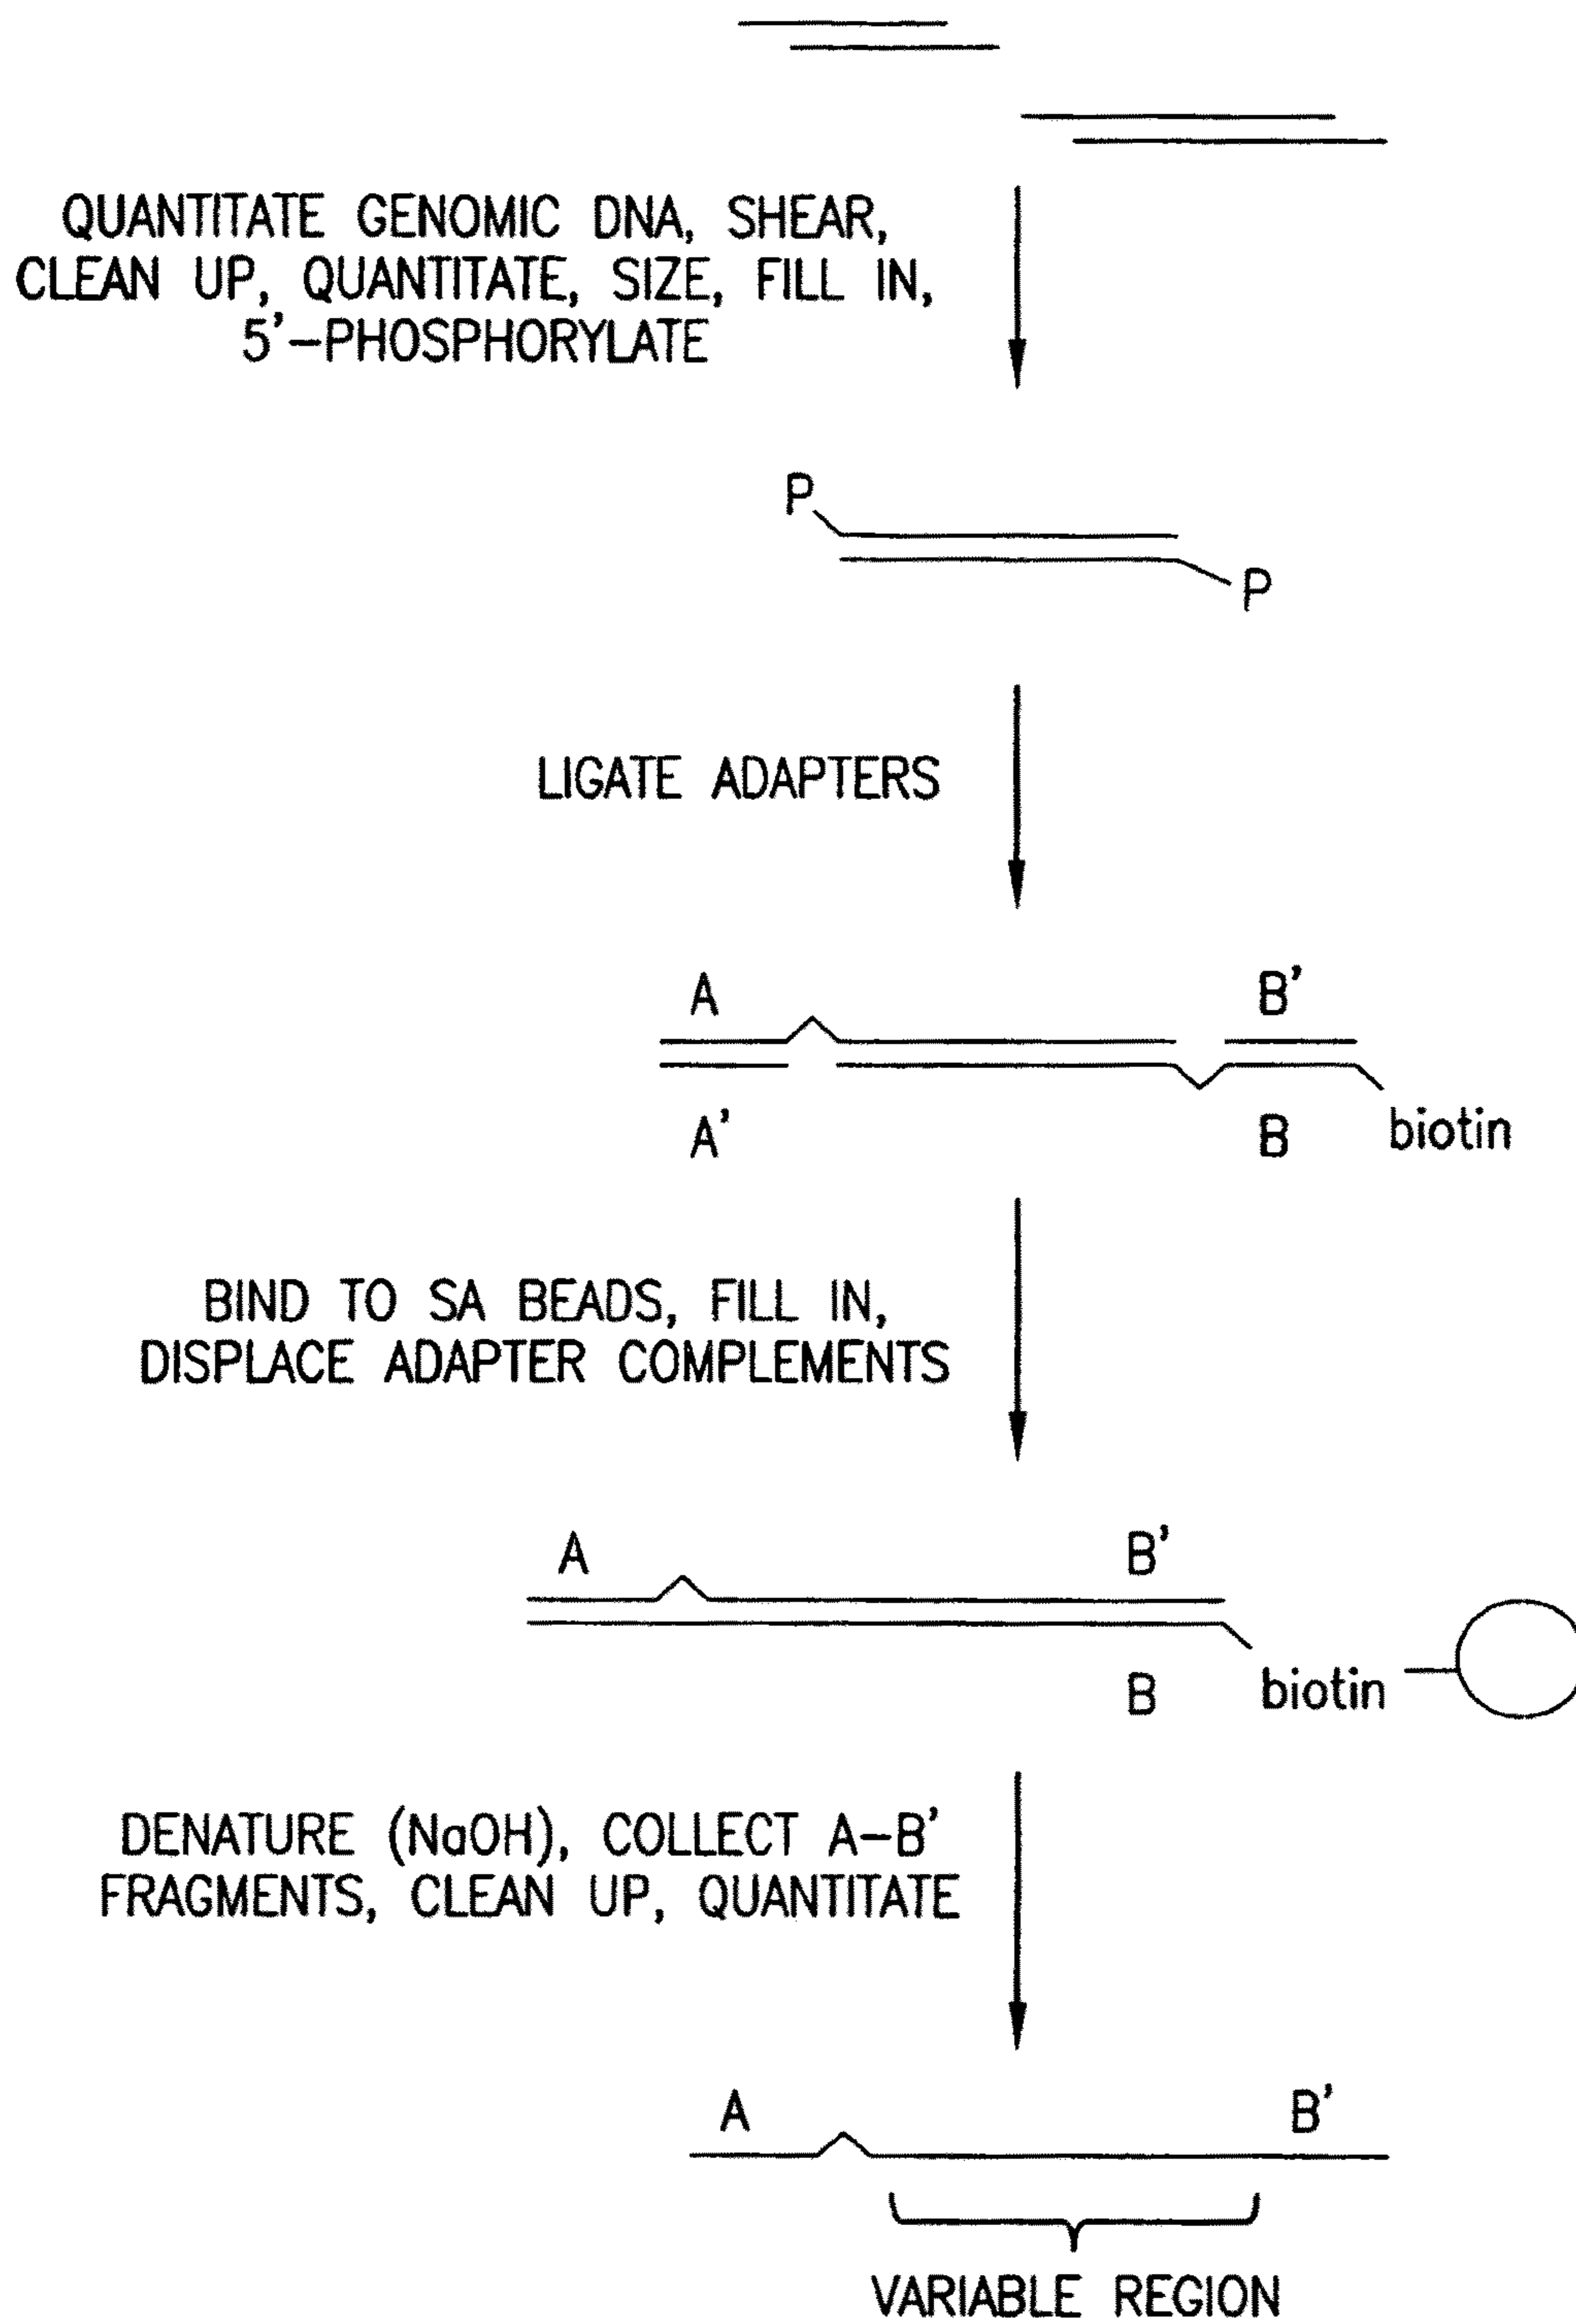 QUANTITATE GENOMIC DNA, SHEAR,
CLEAN UP, QUANTITATE, SIZE, FILL IN,
5'-PHOSPHORYLATE
P
P
LIGATE ADAPTERS
A B'
A' B biotin
BIND TO SA BEADS, FILL IN,
DISPLACE ADAPTER COMPLEMENTS
A B'
B biotin
DENATURE (NaOH), COLLECT A-B'
FRAGMENTS, CLEAN UP, QUANTITATE
A B'
VARIABLE REGION